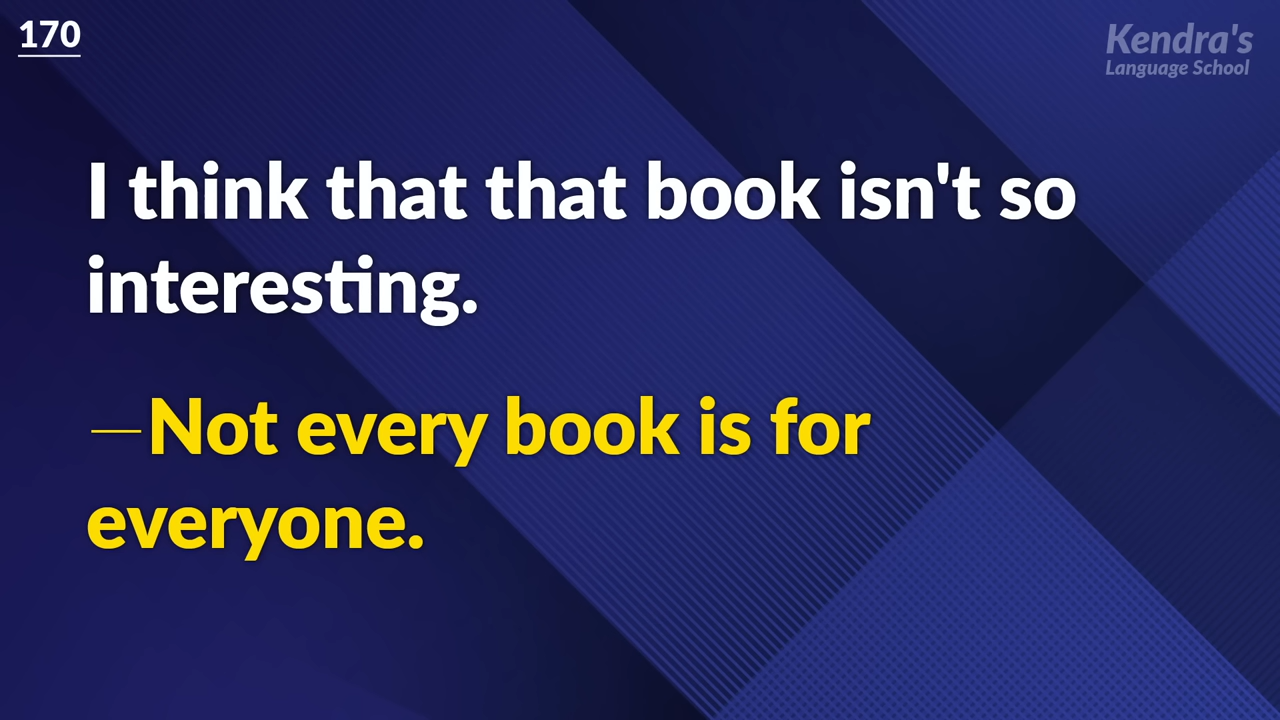 170
Kendra's
Language School
I think that that book isn't so
interesting.
—Not every book is for
everyone.